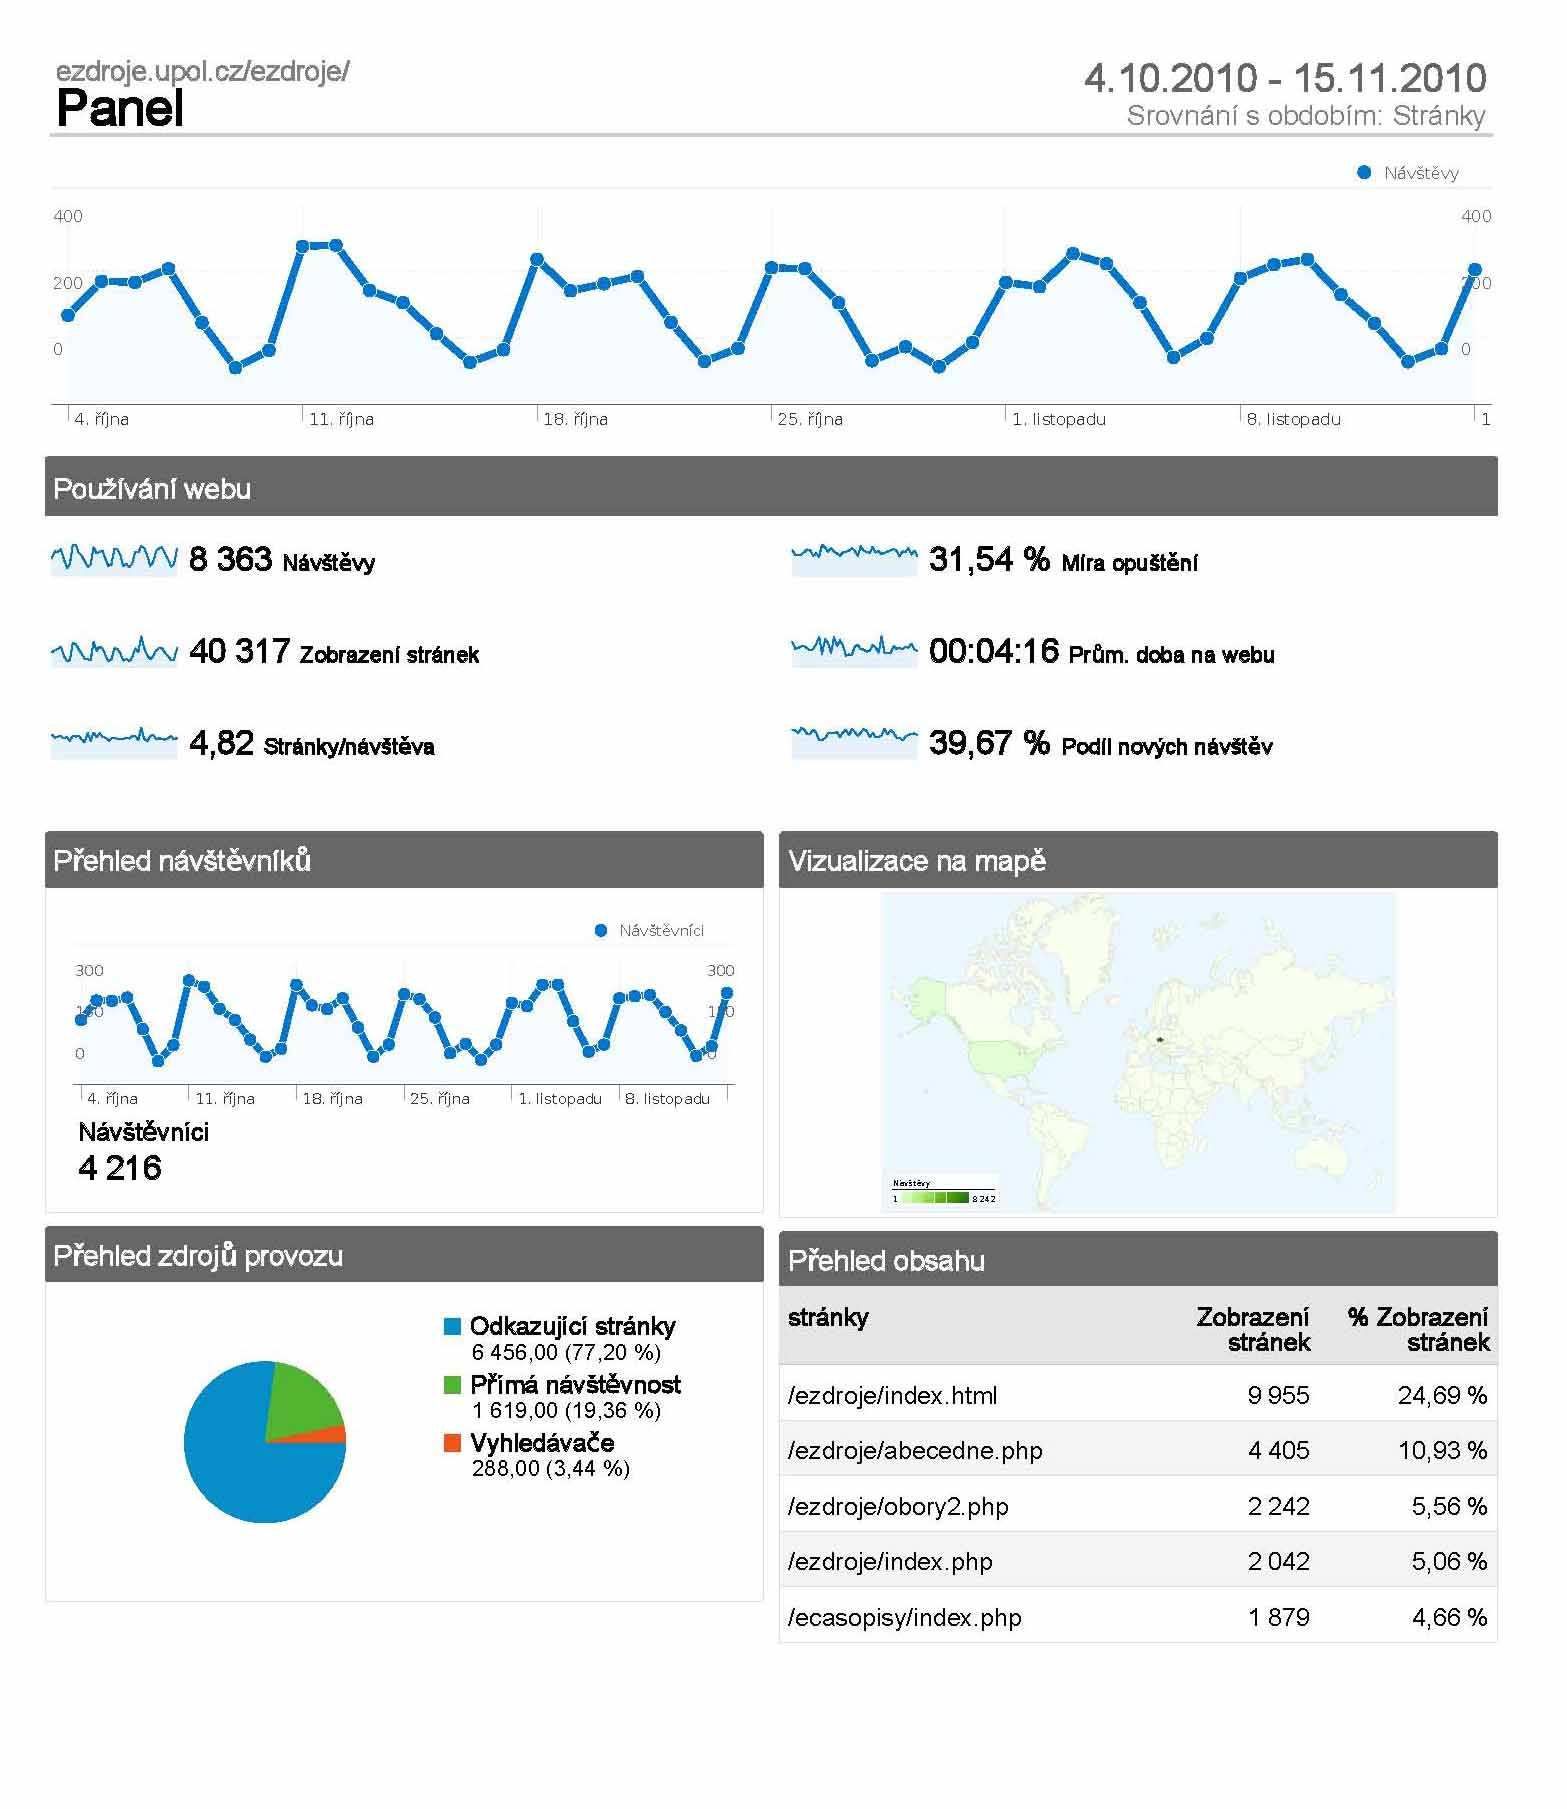 ezdroje.upol.cz/ezdroje/
Panel
4.10.2010 - 15.11.2010
Srovnání s obdobím: Stránky
Návštěvy
400 400
200 200
0 0
4. října 11. října 18. října 25. října 1. listopadu 8. listopadu 1
Používání webu
8 363 Návštěvy
31,54 % Míra opuštění
40 317 Zobrazení stránek
00:04:16 Prům. doba na webu
4,82 Stránky/návštěva
39,67 % Podíl nových návštěv
Přehled návštěvníků
Návštěvníci
300 300
150 150
0 0
4. října 11. října 18. října 25. října 1. listopadu 8. listopadu
Návštěvníci
4 216
Vizualizace na mapě
Návštěvy
1 8 242
Přehled zdrojů provozu
Odkazující stránky
6 456,00 (77,20 %)
Přímá návštěvnost
1 619,00 (19,36 %)
Vyhledávače
288,00 (3,44 %)
Přehled obsahu
stránky Zobrazení stránek % Zobrazení stránek
/ezdroje/index.html 9 955 24,69 %
/ezdroje/abecedne.php 4 405 10,93 %
/ezdroje/obory2.php 2 242 5,56 %
/ezdroje/index.php 2 042 5,06 %
/ecasopisy/index.php 1 879 4,66 %